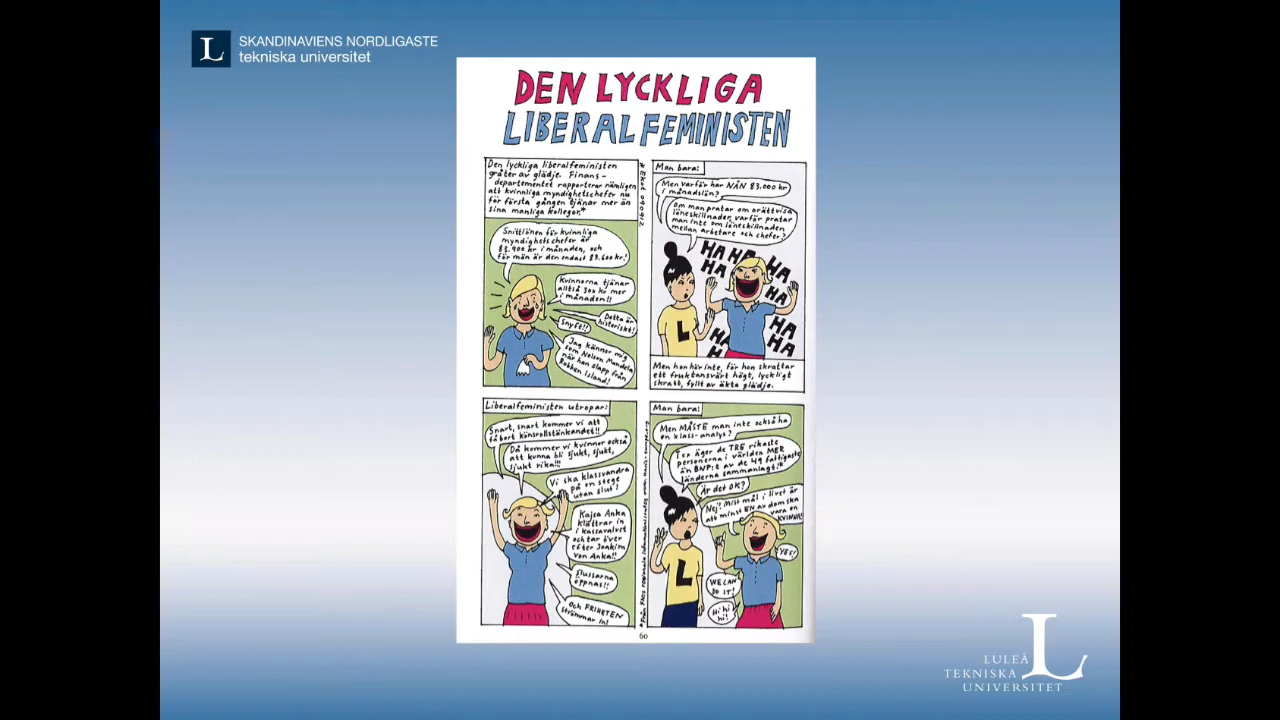 SKANDINAVIENS NORDLIGASTE
tekniska universitet
DEN LYCKLIGA
LIBERALFEMINISTEN
Den lyckliga liberalfeministen
gråter av glädje. Finans-
departementet rapporterar nämligen
att kvinnliga myndighetschefer nu
för första gången tjänar mer än
sina manliga kollegor.*
* Ekot 090912
Snittlönen för kvinnliga
myndighetschefer är
83.900 kr i månaden, och
för män är den endast 83.600 kr!
Kvinnorna tjänar
alltså 300 kr mer
i månaden!!
Detta är
historiskt!
Snyft!!
Jag känner mig
som Nelson Mandela
när han slapp från
Robben Island!
Man bara:
Men varför har NÅN 83.000 kr
i månadslön?
Om man pratar om orättvisa
löneskillnader, varför pratar
man inte om löneskillnaden
mellan arbetare och chefer?
HA HA HA
HA HA
HA
HA
HA
HA
H
L
Men hon hör inte, för hon skrattar
ett fruktansvärt högt, lyckligt
skratt, fyllt av äkta glädje.
Liberalfeministen utropar:
Snart, snart kommer vi att
få bort könsrollstänkandet!!
Då kommer vi kvinnor också
att kunna bli sjukt, sjukt,
sjukt rika!!!
Vi ska klassvandra
på en stege
utan slut!
Kajsa Anka
klättrar in
i kassavalvet
och tar över
efter Joakim
von Anka!!
Slussarna
öppnas!!
Och FRIHETEN
strömmar in!
Man bara:
Men MÅSTE man inte också ha
en klass-analys?
Tex äger de TRE rikaste
personerna i världen MER
än BNP:t av de 49 fattigaste
länderna sammanlagt!*
Är det OK?
Nej! Mitt mål i livet är
att minst EN av dom ska
vara en
KVINNA!
YES!
WE CAN
DO IT!
Hi hi
hi!
L
60
LULEÅ
TEKNISKA
UNIVERSITET